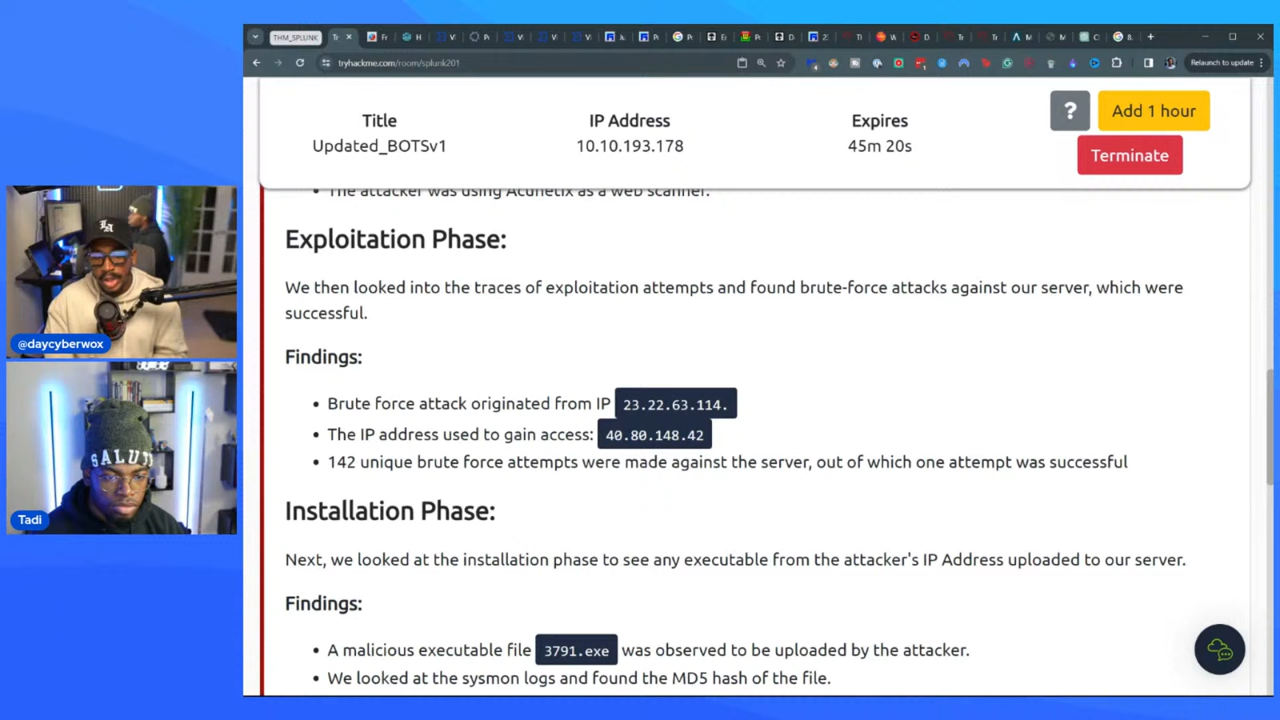 THM_SPLUNK
tryhackme.com/room/splunk201
Relaunch to update
Title
Updated_BOTSv1
IP Address
10.10.193.178
Expires
45m 20s
?
Add 1 hour
Terminate
The attacker was using Acunetix as a web scanner.
Exploitation Phase:
We then looked into the traces of exploitation attempts and found brute-force attacks against our server, which were
successful.
Findings:
Brute force attack originated from IP 23.22.63.114.
The IP address used to gain access: 40.80.148.42
142 unique brute force attempts were made against the server, out of which one attempt was successful
Installation Phase:
Next, we looked at the installation phase to see any executable from the attacker's IP Address uploaded to our server.
Findings:
A malicious executable file 3791.exe was observed to be uploaded by the attacker.
We looked at the sysmon logs and found the MD5 hash of the file.
LA
@daycyberwox
SALUTE
Tadi